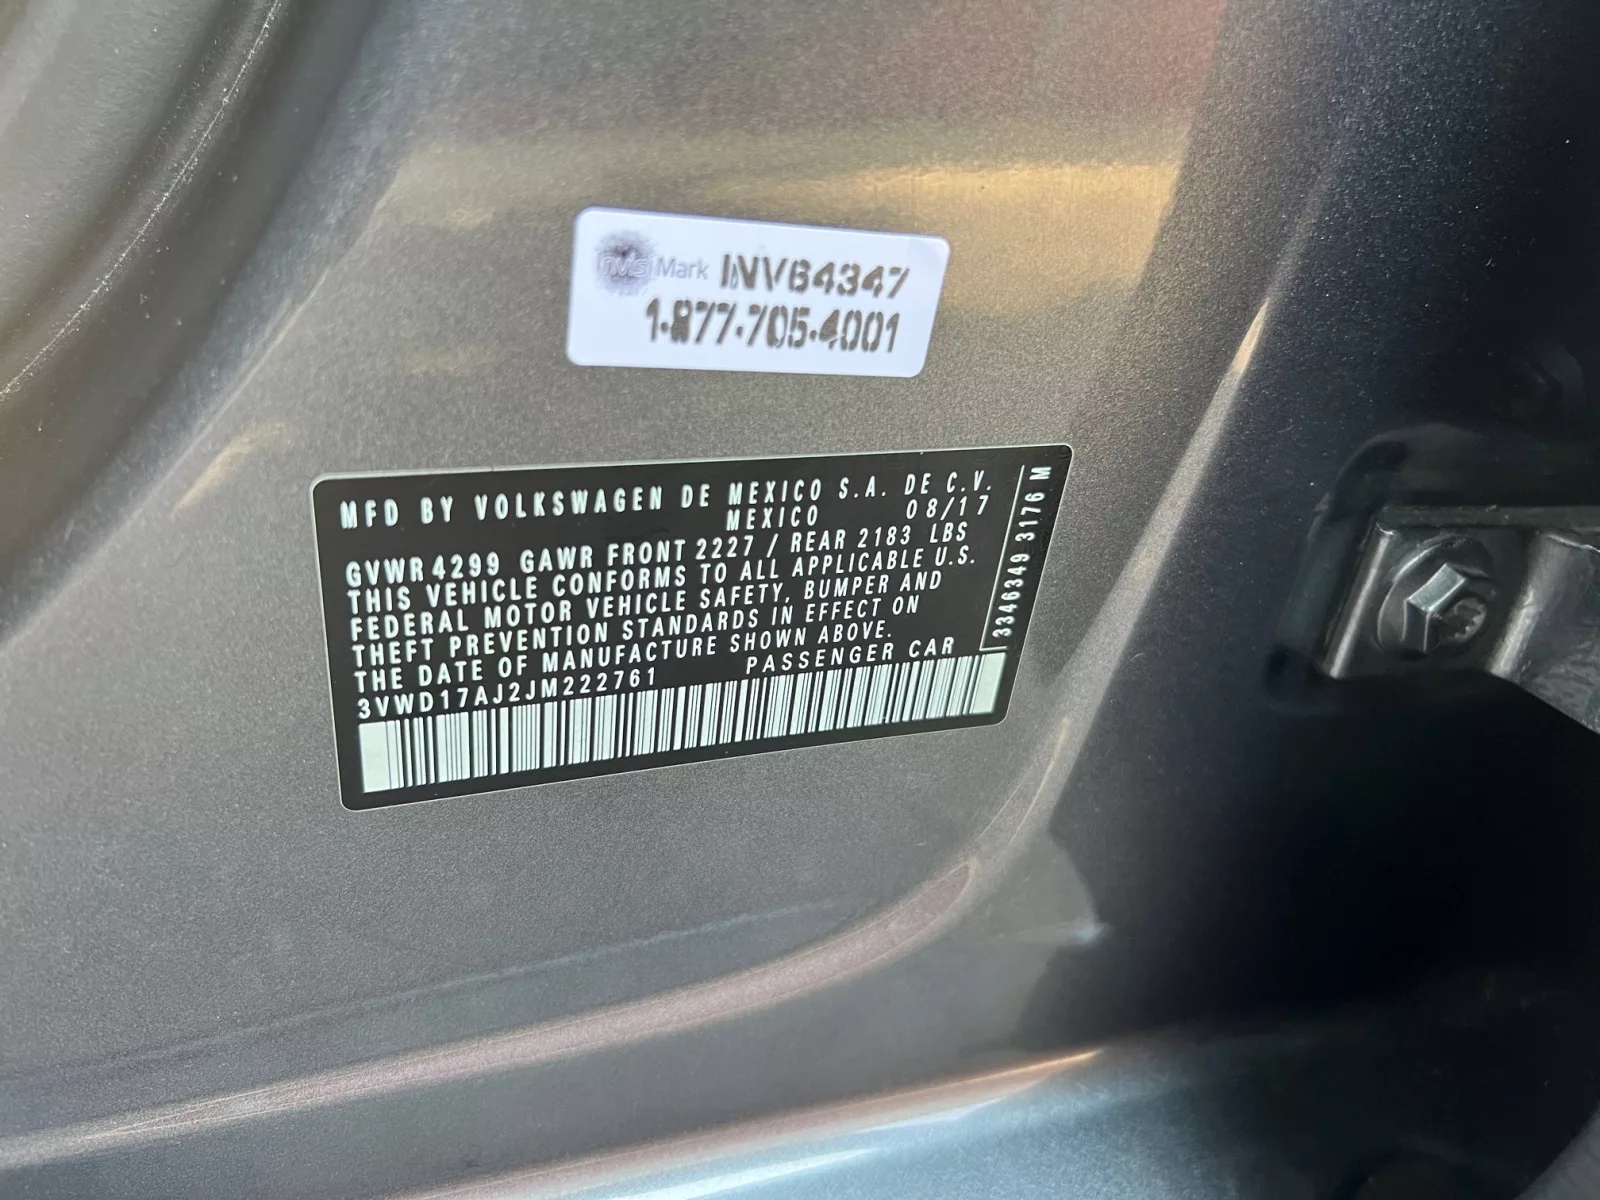 nvs Mark INV64347
1-877-705-4001
MFD BY VOLKSWAGEN DE MEXICO S.A. DE C.V.
MEXICO 08/17
GVWR 4299 GAWR FRONT 2227 / REAR 2183 LBS
THIS VEHICLE CONFORMS TO ALL APPLICABLE U.S.
FEDERAL MOTOR VEHICLE SAFETY, BUMPER AND
THEFT PREVENTION STANDARDS IN EFFECT ON
THE DATE OF MANUFACTURE SHOWN ABOVE.
3VWD17AJ2JM222761 PASSENGER CAR
3346349 3176 M